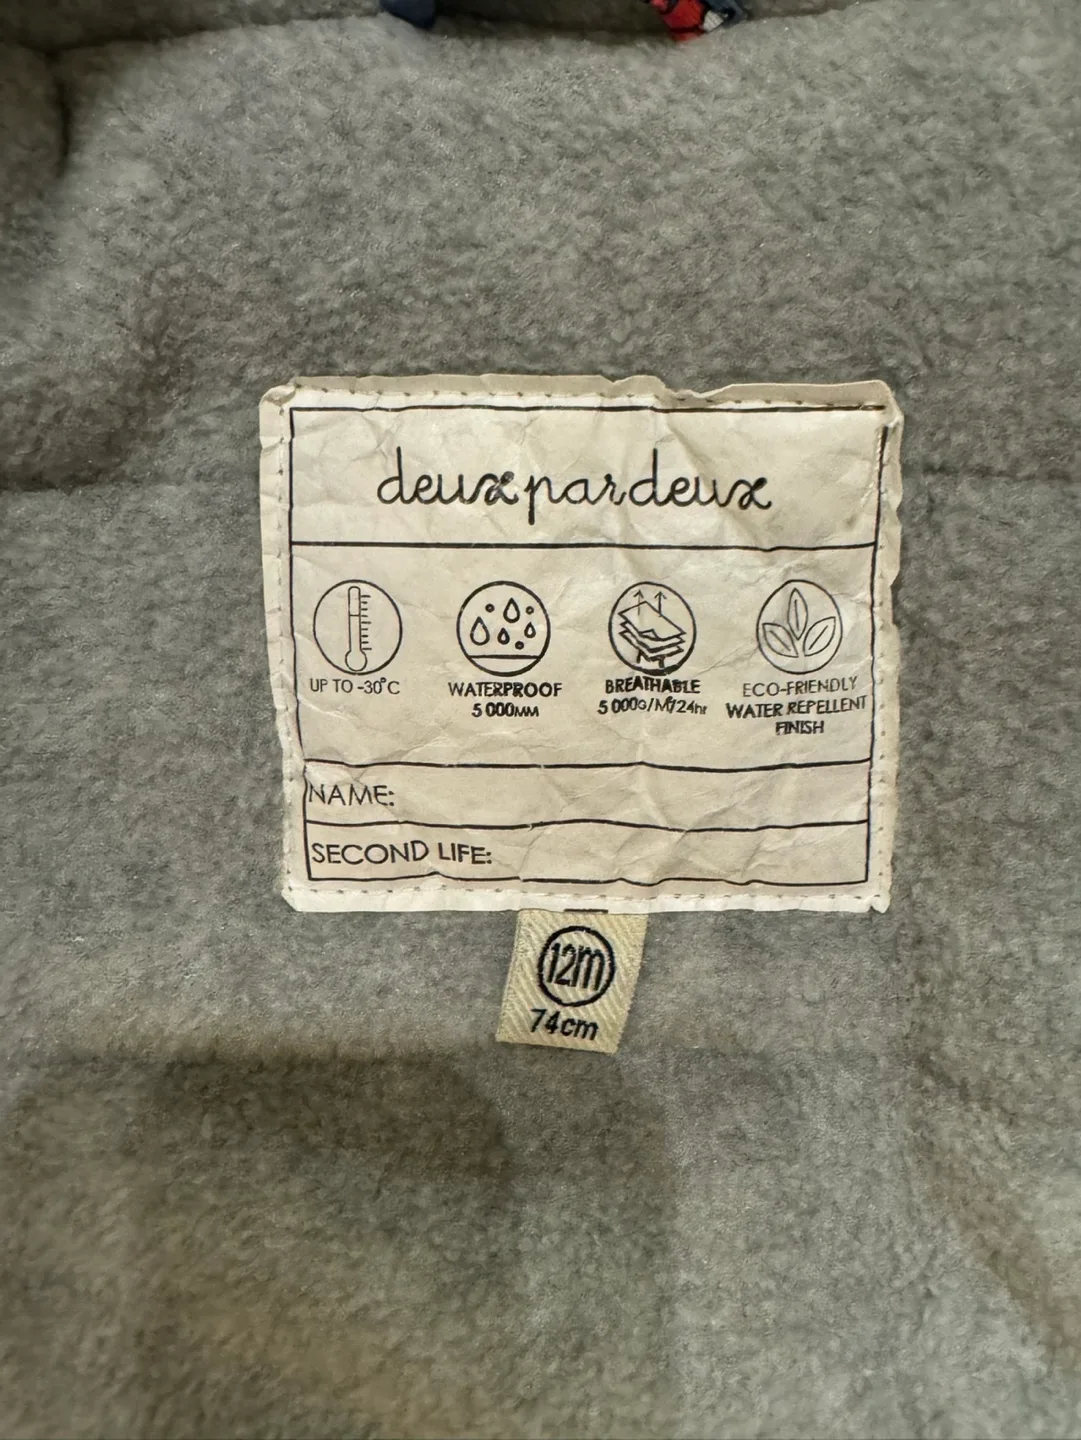 deux par deux
UP TO -30°C
WATERPROOF
5 000MM
BREATHABLE
5 000G/M²/24hr
ECO-FRIENDLY
WATER REPELLENT
FINISH
NAME:
SECOND LIFE:
12m
74cm